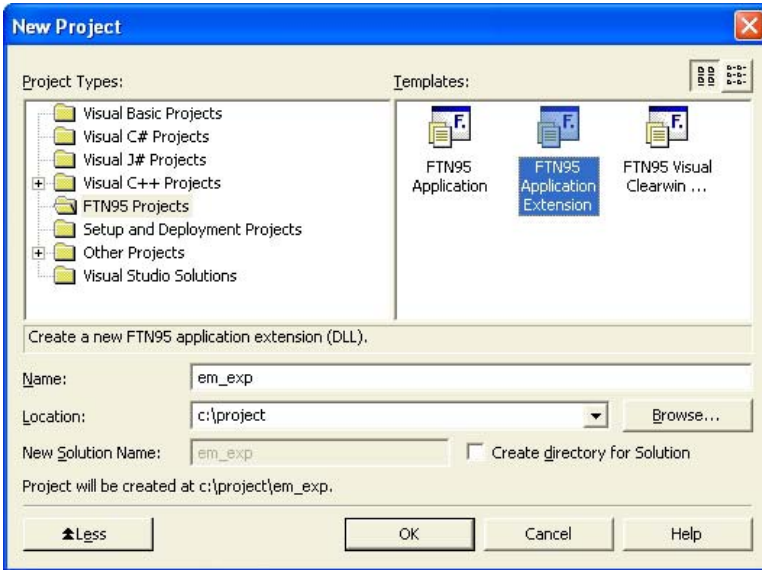 New Project
Project Types:
Templates:
Visual Basic Projects
Visual C# Projects
Visual J# Projects
Visual C++ Projects
FTN95 Projects
Setup and Deployment Projects
Other Projects
Visual Studio Solutions
F.
FTN95
Application
F.
FTN95
Application
Extension
F.
FTN95 Visual
Clearwin ...
Create a new FTN95 application extension (DLL).
Name:
em_exp
Location:
c:\project
Browse...
New Solution Name:
em_exp
Create directory for Solution
Project will be created at c:\project\em_exp.
Less
OK
Cancel
Help